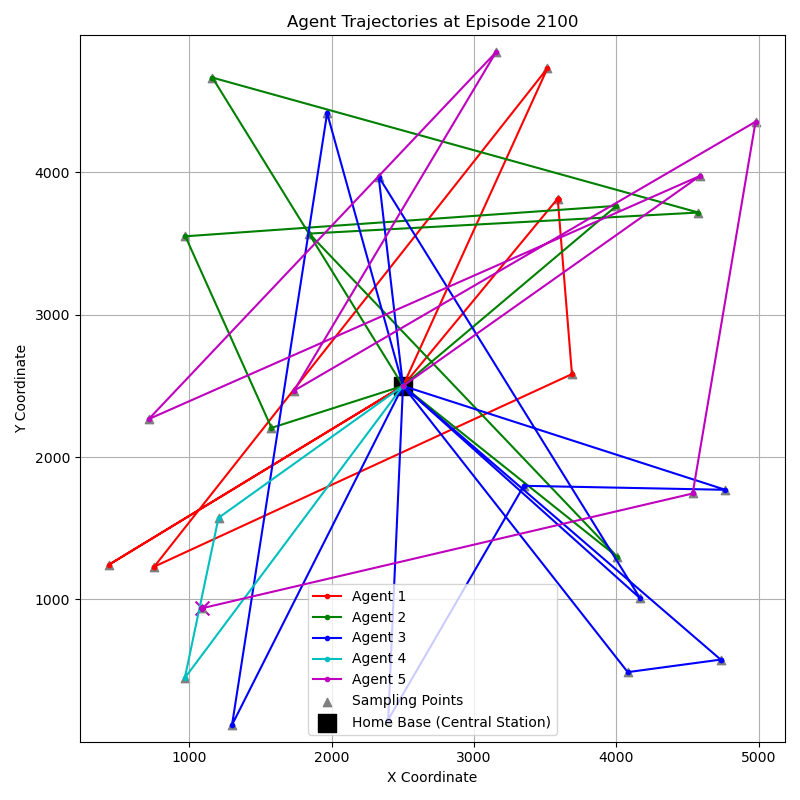 Agent Trajectories at Episode 2100
Y Coordinate
4000
3000
2000
1000
Agent 1
Agent 2
Agent 3
Agent 4
Agent 5
Sampling Points
Home Base (Central Station)
1000 2000 3000 4000 5000
X Coordinate